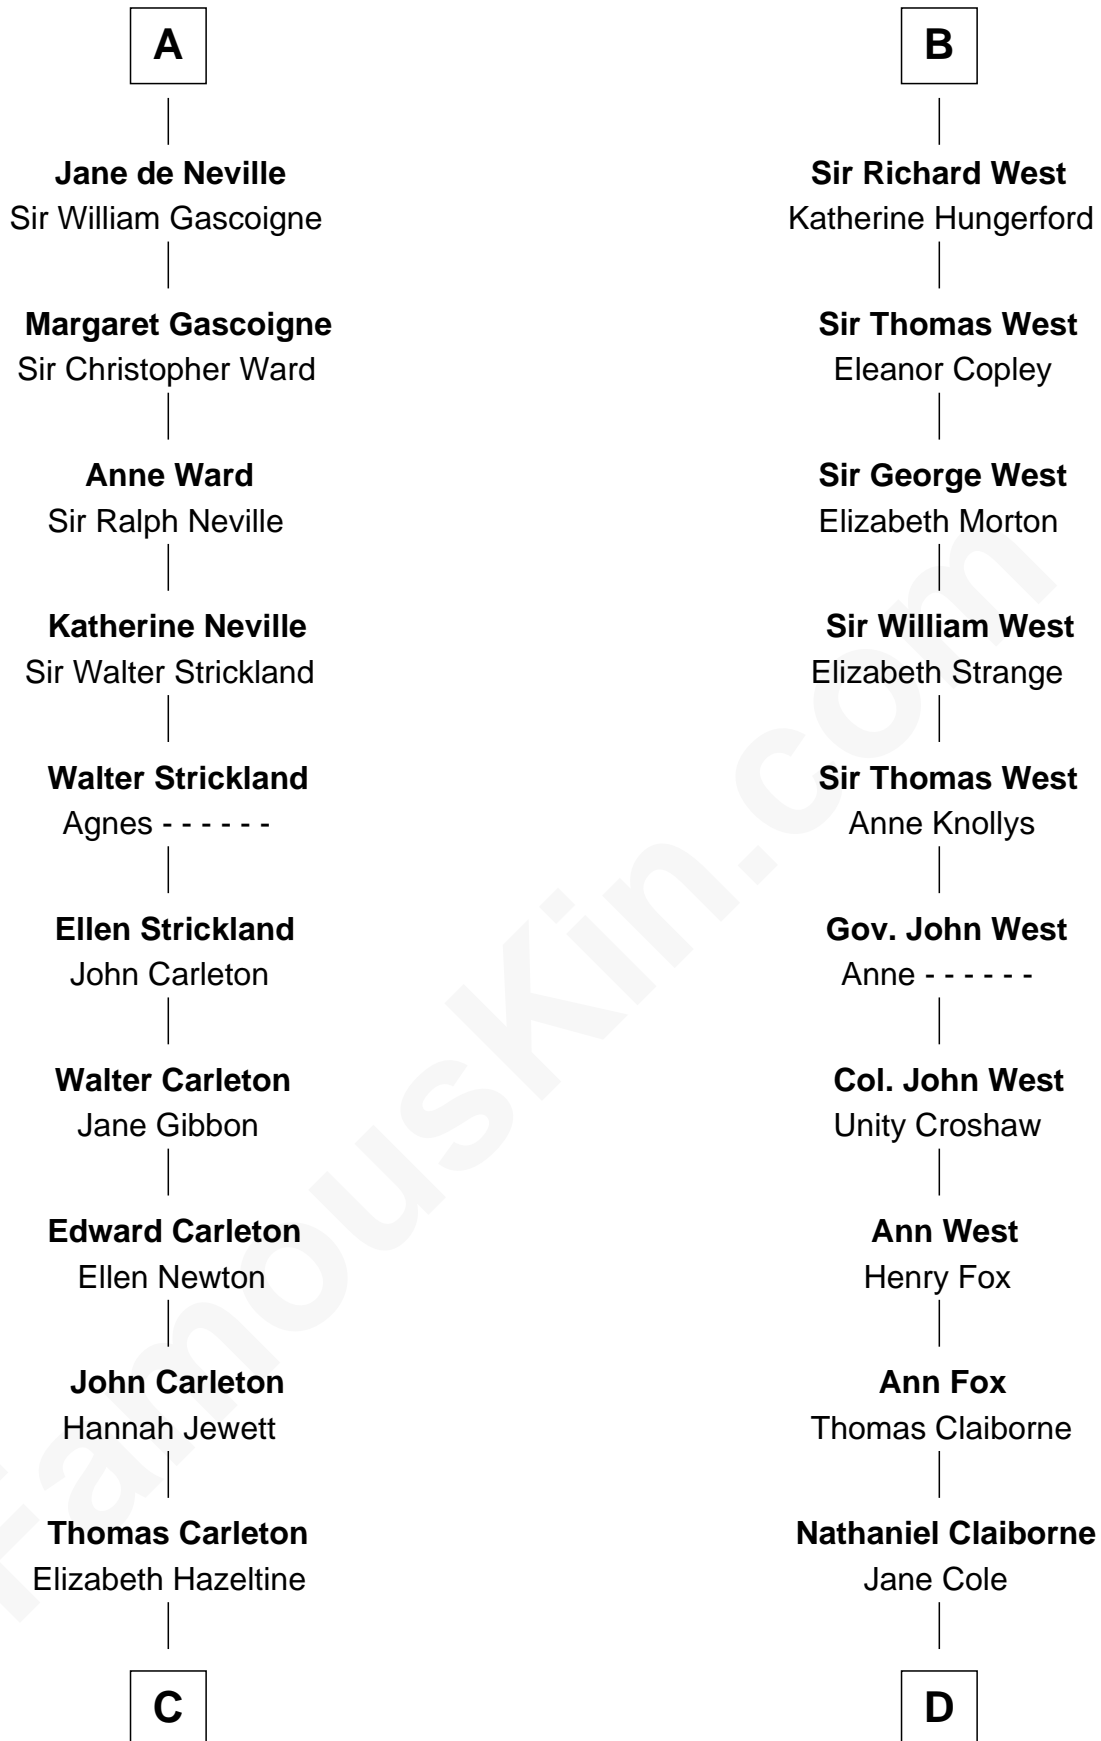 A
Jane de Neville
Sir William Gascoigne
Margaret Gascoigne
Sir Christopher Ward
Anne Ward
Sir Ralph Neville
Katherine Neville
Sir Walter Strickland
Walter Strickland
Agnes - - - - - -
Ellen Strickland
John Carleton
Walter Carleton
Jane Gibbon
Edward Carleton
Ellen Newton
John Carleton
Hannah Jewett
Thomas Carleton
Elizabeth Hazeltine
C
B
Sir Richard West
Katherine Hungerford
Sir Thomas West
Eleanor Copley
Sir George West
Elizabeth Morton
Sir William West
Elizabeth Strange
Sir Thomas West
Anne Knollys
Gov. John West
Anne - - - - - -
Col. John West
Unity Croshaw
Ann West
Henry Fox
Ann Fox
Thomas Claiborne
Nathaniel Claiborne
Jane Cole
D
FamousKin.com